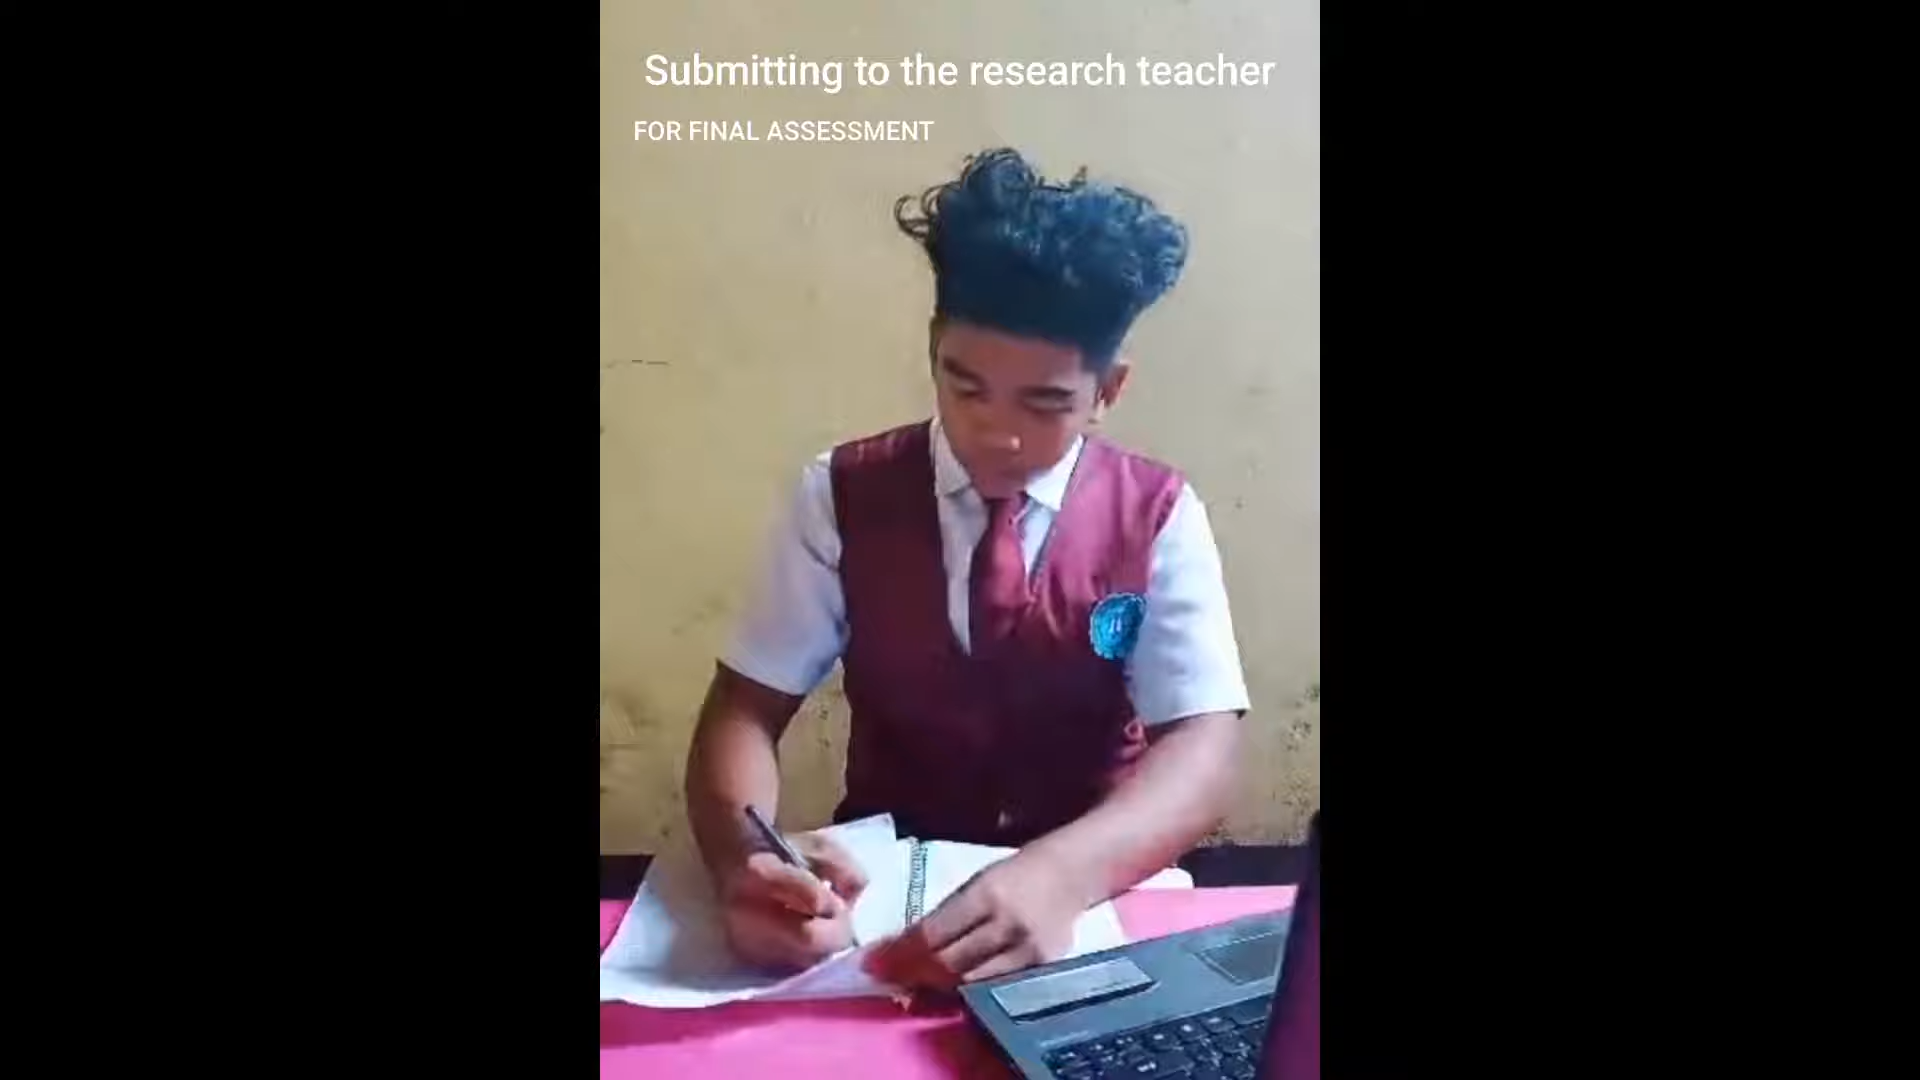 Submitting to the research teacher
FOR FINAL ASSESSMENT